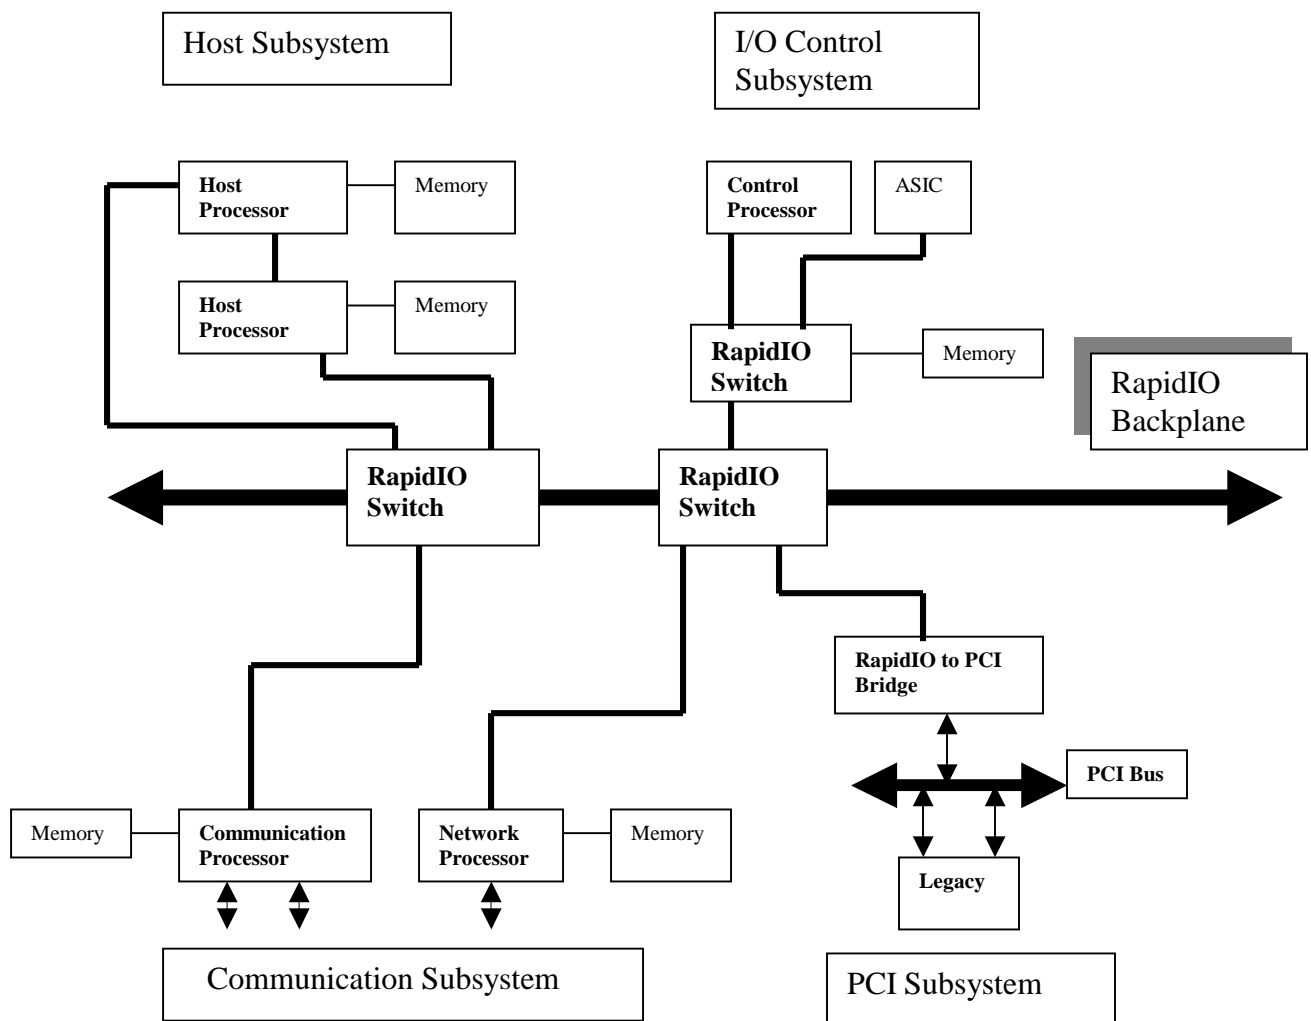 Host Subsystem
I/O Control
Subsystem
Host
Processor
Memory
Control
Processor
ASIC
Host
Processor
Memory
RapidIO
Switch
Memory
RapidIO
Backplane
RapidIO
Switch
RapidIO
Switch
RapidIO to PCI
Bridge
PCI Bus
Memory
Communication
Processor
Network
Processor
Memory
Legacy
Communication Subsystem
PCI Subsystem